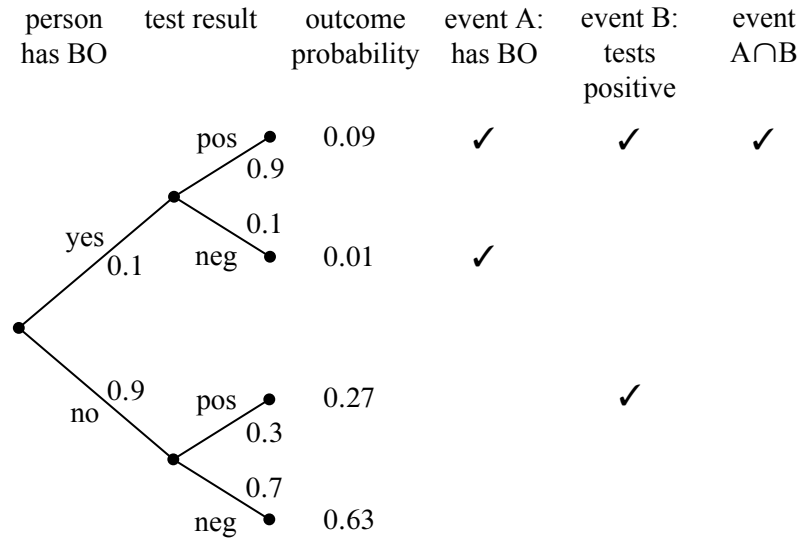 person test result outcome event A: event B: event
has BO probability has BO tests A∩B
positive
pos 0.09 ✓ ✓ ✓
0.9
yes 0.1
neg 0.01 ✓
0.1
0.9
pos 0.27 ✓
no 0.3
0.7
neg 0.63